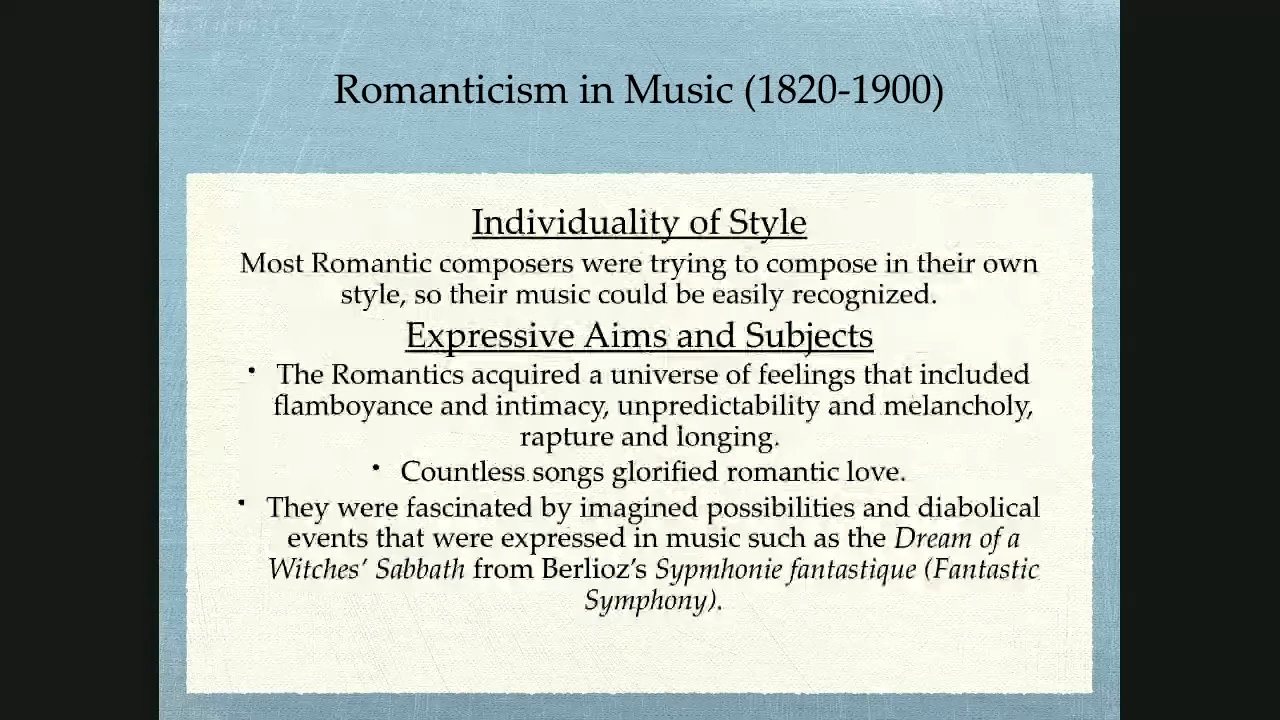 Romanticism in Music (1820-1900)
Individuality of Style
Most Romantic composers were trying to compose in their own
style, so their music could be easily recognized.
Expressive Aims and Subjects
• The Romantics acquired a universe of feelings that included
flamboyance and intimacy, unpredictability and melancholy,
rapture and longing.
• Countless songs glorified romantic love.
• They were fascinated by imagined possibilities and diabolical
events that were expressed in music such as the Dream of a
Witches’ Sabbath from Berlioz’s Sypmhonie fantastique (Fantastic
Symphony).